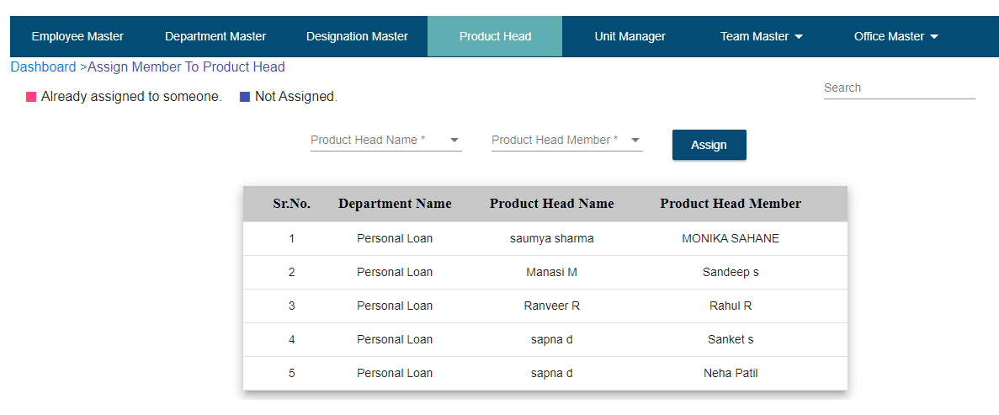 Employee Master Department Master Designation Master Product Head Unit Manager Team Master Office Master
Dashboard >Assign Member To Product Head
Already assigned to someone. Not Assigned. Search
Product Head Name * Product Head Member * Assign
Sr.No. Department Name Product Head Name Product Head Member
1 Personal Loan saumya sharma MONIKA SAHANE
2 Personal Loan Manasi M Sandeep s
3 Personal Loan Ranveer R Rahul R
4 Personal Loan sapna d Sanket s
5 Personal Loan sapna d Neha Patil